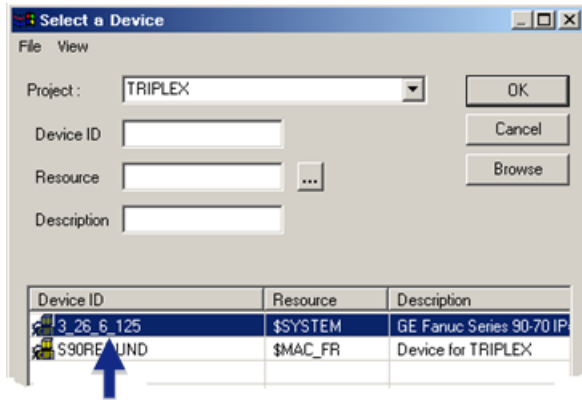 Select a Device
File View
Project : TRIPLEX OK
Device ID Cancel
Resource ... Browse
Description
Device ID Resource Description
3_26_6_125 $SYSTEM GE Fanuc Series 90-70 IP
$MAC_FR Device for TRIPLEX